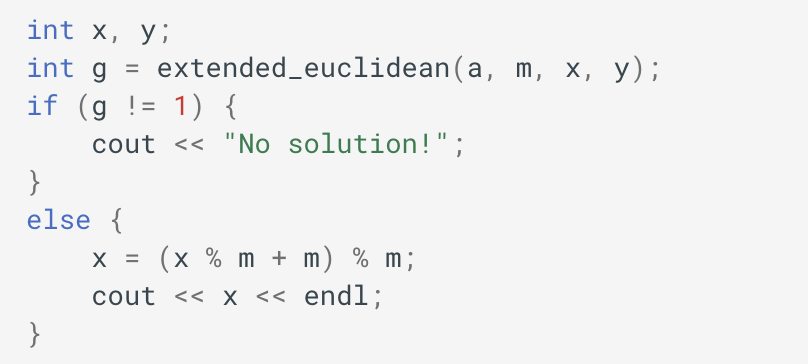 int x, y;
int g = extended_euclidean(a, m, x, y);
if (g != 1) {
    cout << "No solution!";
}
else {
    x = (x % m + m) % m;
    cout << x << endl;
}